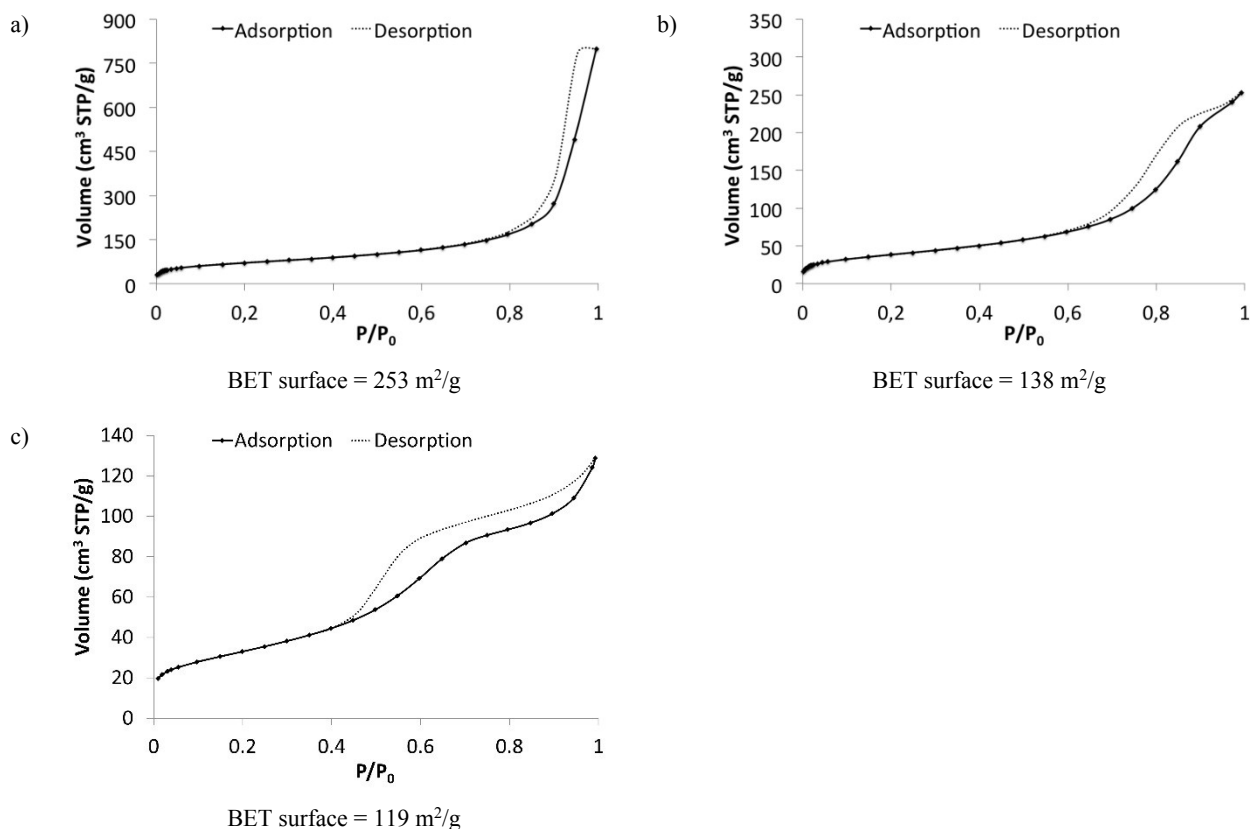 a)
Adsorption Desorption
Volume (cm³ STP/g)
900
750
600
450
300
150
0
0 0,2 0,4 0,6 0,8 1
P/P₀
BET surface = 253 m²/g
b)
Adsorption Desorption
Volume (cm³ STP/g)
350
300
250
200
150
100
50
0
0 0,2 0,4 0,6 0,8 1
P/P₀
BET surface = 138 m²/g
c)
Adsorption Desorption
Volume (cm³ STP/g)
140
120
100
80
60
40
20
0
0 0.2 0.4 0.6 0.8 1
P/P₀
BET surface = 119 m²/g